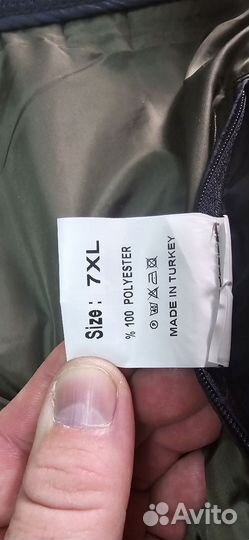 Size : 7XL
% 100 POLYESTER
MADE IN TURKEY
Avito